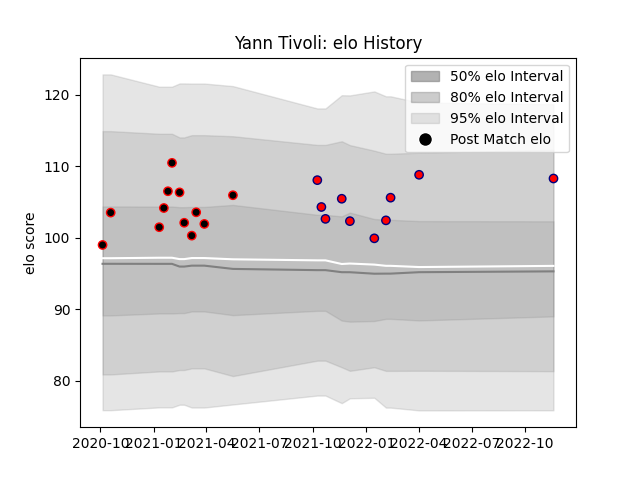 Yann Tivoli: elo History
50% elo Interval
80% elo Interval
95% elo Interval
Post Match elo
elo score
120
110
100
90
80
2020-10 2021-01 2021-04 2021-07 2021-10 2022-01 2022-04 2022-07 2022-10